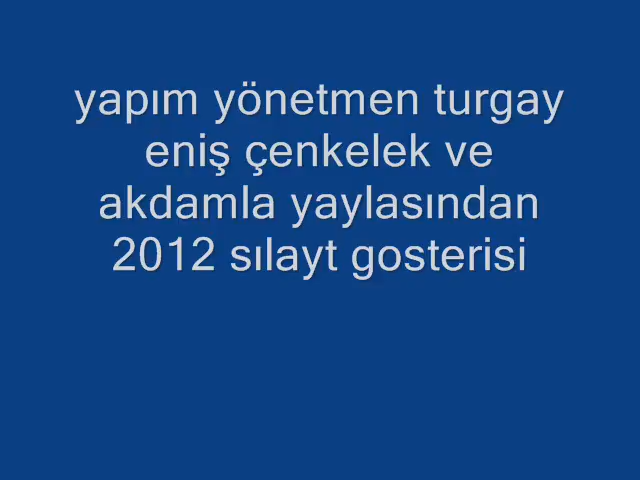 yapım yönetmen turgay
eniş çenkelek ve
akdamla yaylasından
2012 sılayt gosterisi